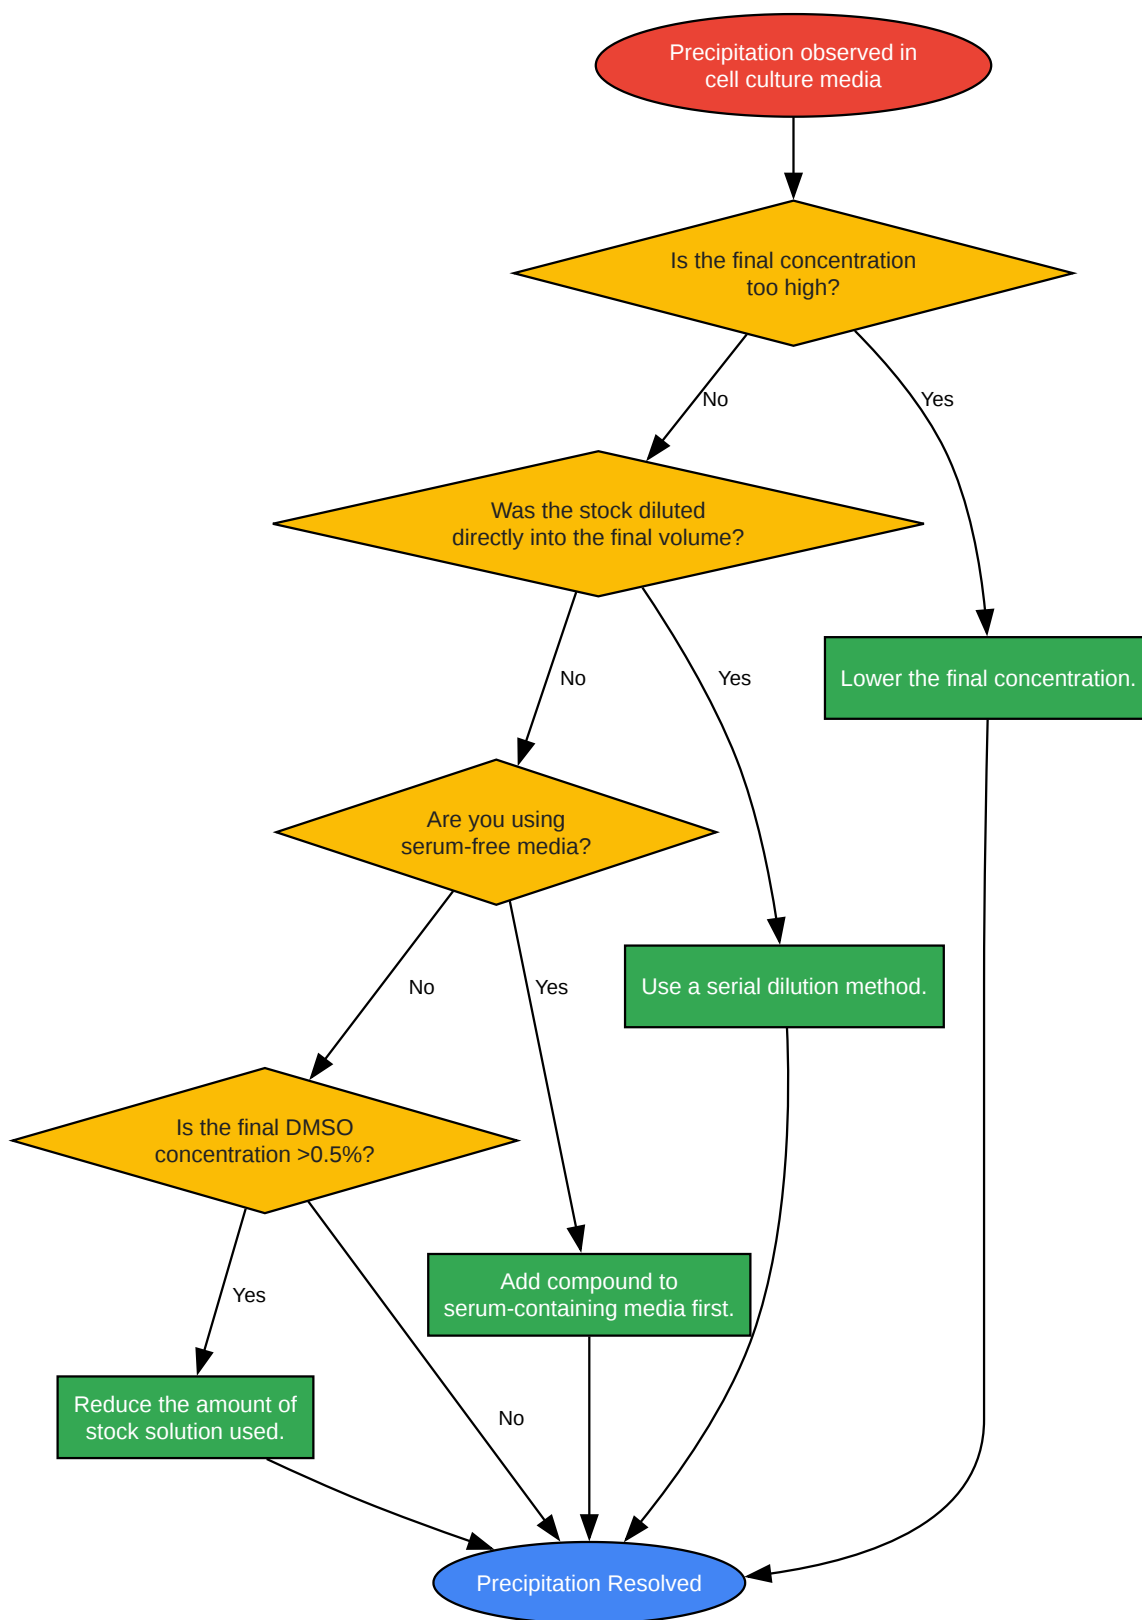 Precipitation observed in
cell culture media
Is the final concentration
too high?
No
Yes
Was the stock diluted
directly into the final volume?
No
Yes
Lower the final concentration.
Are you using
serum-free media?
No
Yes
Use a serial dilution method.
Is the final DMSO
concentration >0.5%?
Yes
No
Add compound to
serum-containing media first.
Reduce the amount of
stock solution used.
Precipitation Resolved